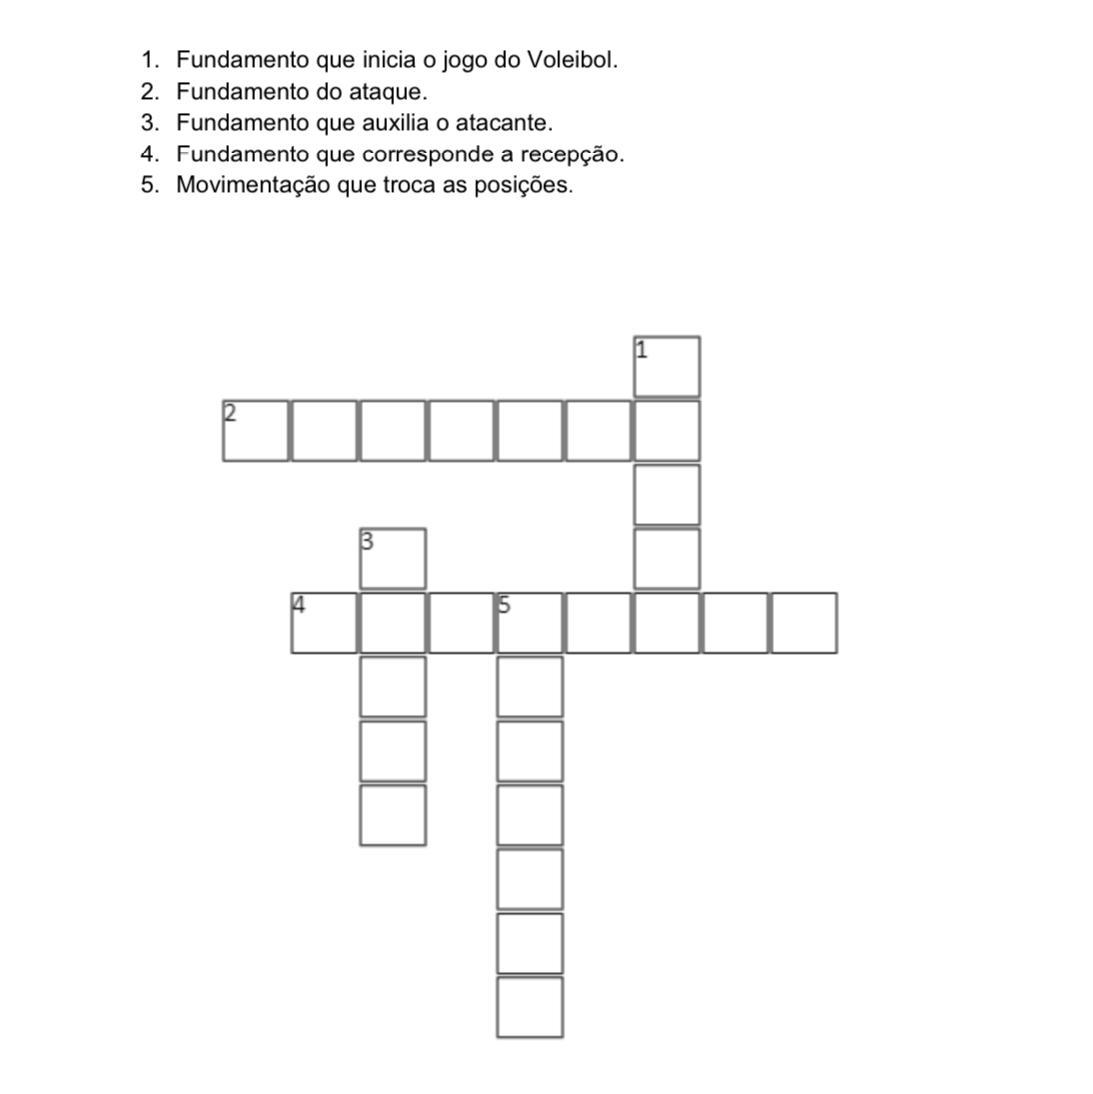 1. Fundamento que inicia o jogo do Voleibol.
2. Fundamento do ataque.
3. Fundamento que auxilia o atacante.
4. Fundamento que corresponde a recepção.
5. Movimentação que troca as posições.
1
2
3
4 5